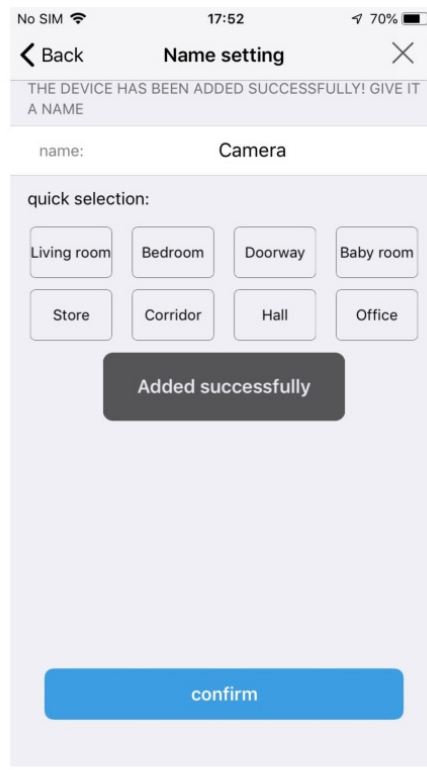 No SIM 17:52 70%
Back Name setting
THE DEVICE HAS BEEN ADDED SUCCESSFULLY! GIVE IT
A NAME
name: Camera
quick selection:
Living room Bedroom Doorway Baby room
Store Corridor Hall Office
Added successfully
confirm